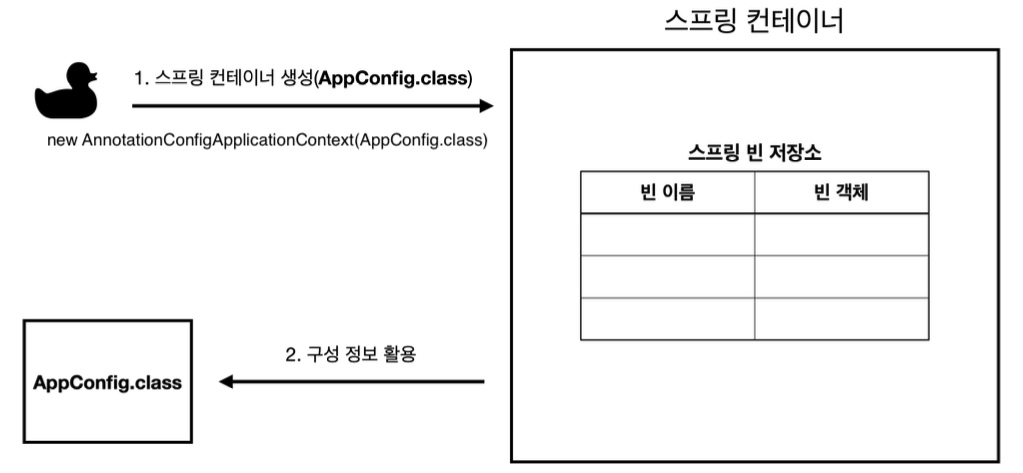 스프링 컨테이너
1. 스프링 컨테이너 생성(AppConfig.class)
new AnnotationConfigApplicationContext(AppConfig.class)
스프링 빈 저장소
빈 이름 빈 객체
2. 구성 정보 활용
AppConfig.class